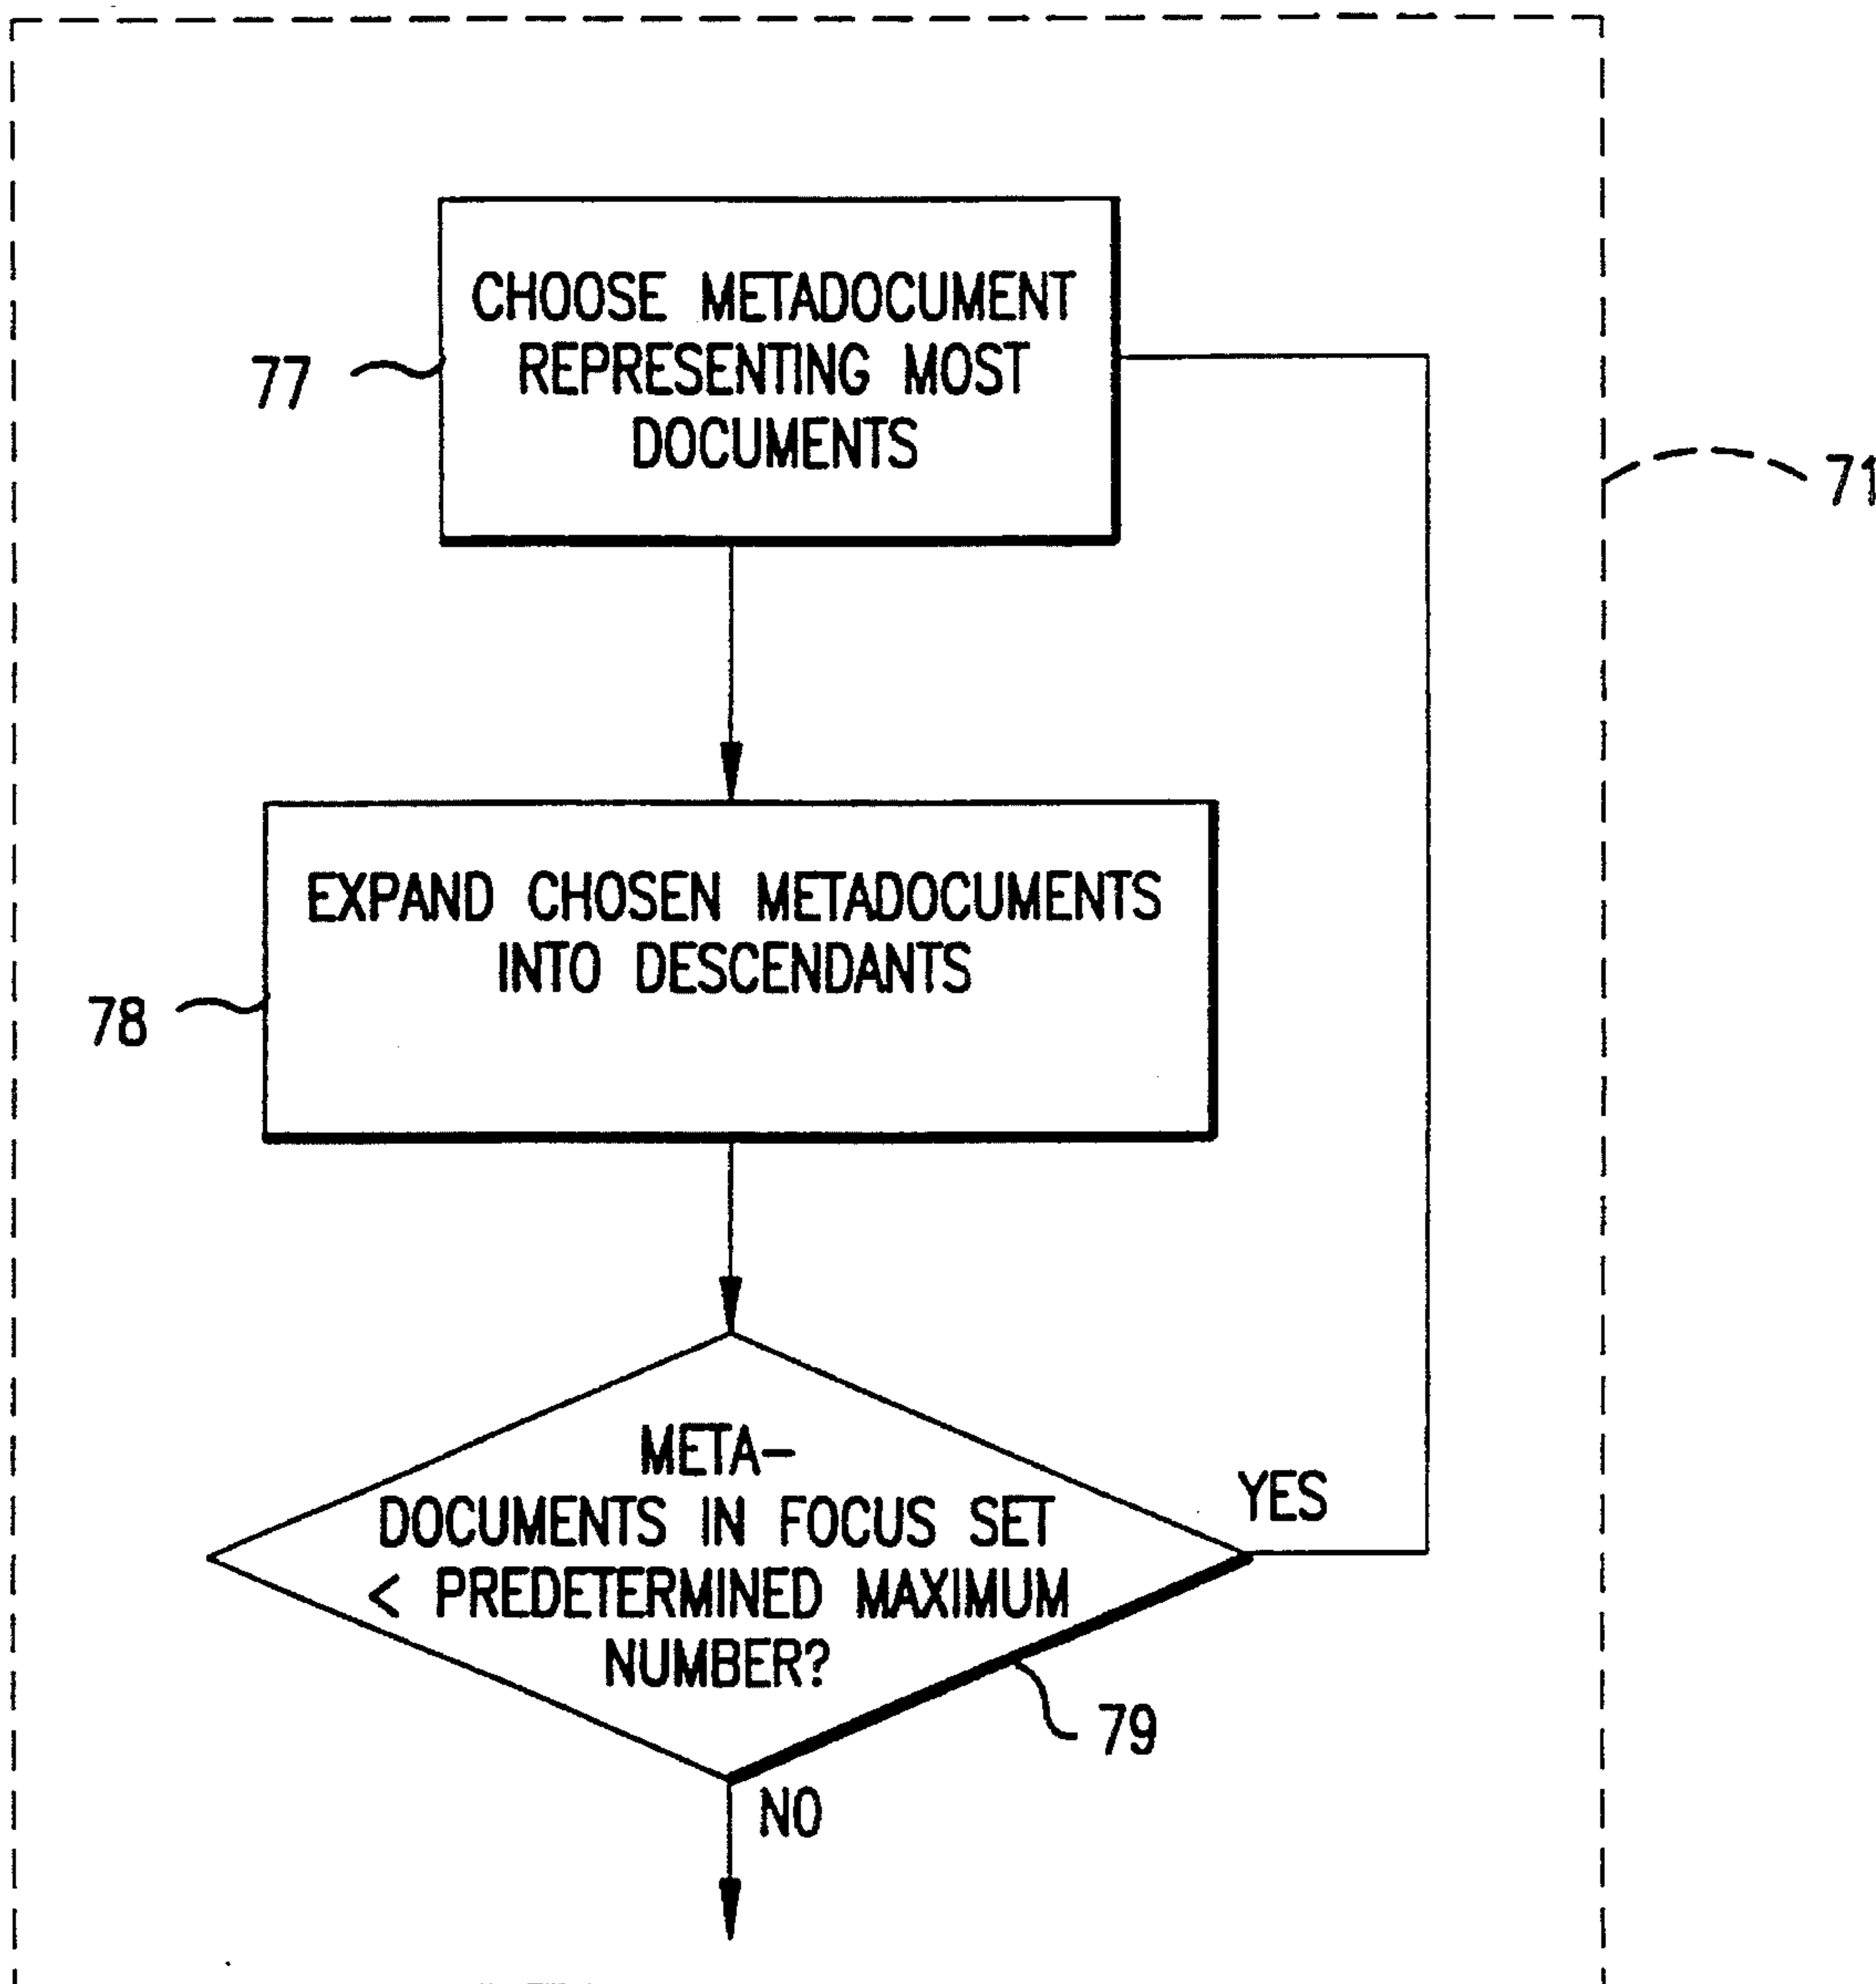 CHOOSE METADOCUMENT
REPRESENTING MOST
DOCUMENTS
77
71
EXPAND CHOSEN METADOCUMENTS
INTO DESCENDANTS
78
META-
DOCUMENTS IN FOCUS SET
< PREDETERMINED MAXIMUM
NUMBER?
YES
79
NO